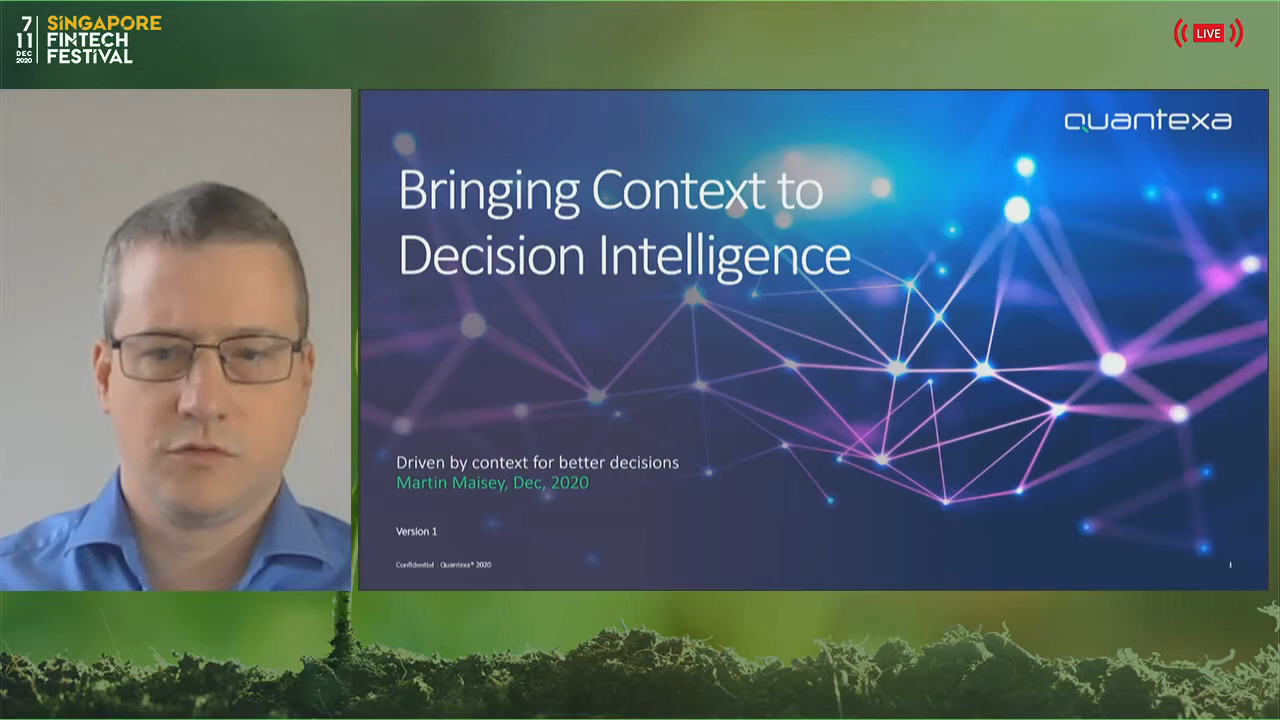 7
11
DEC
2020
SiNGAPORE
FiNTECH
FESTiVAL
LIVE
quantexa
Bringing Context to
Decision Intelligence
Driven by context for better decisions
Martin Maisey, Dec, 2020
Version 1
Confidential | Quantexa® 2020
1